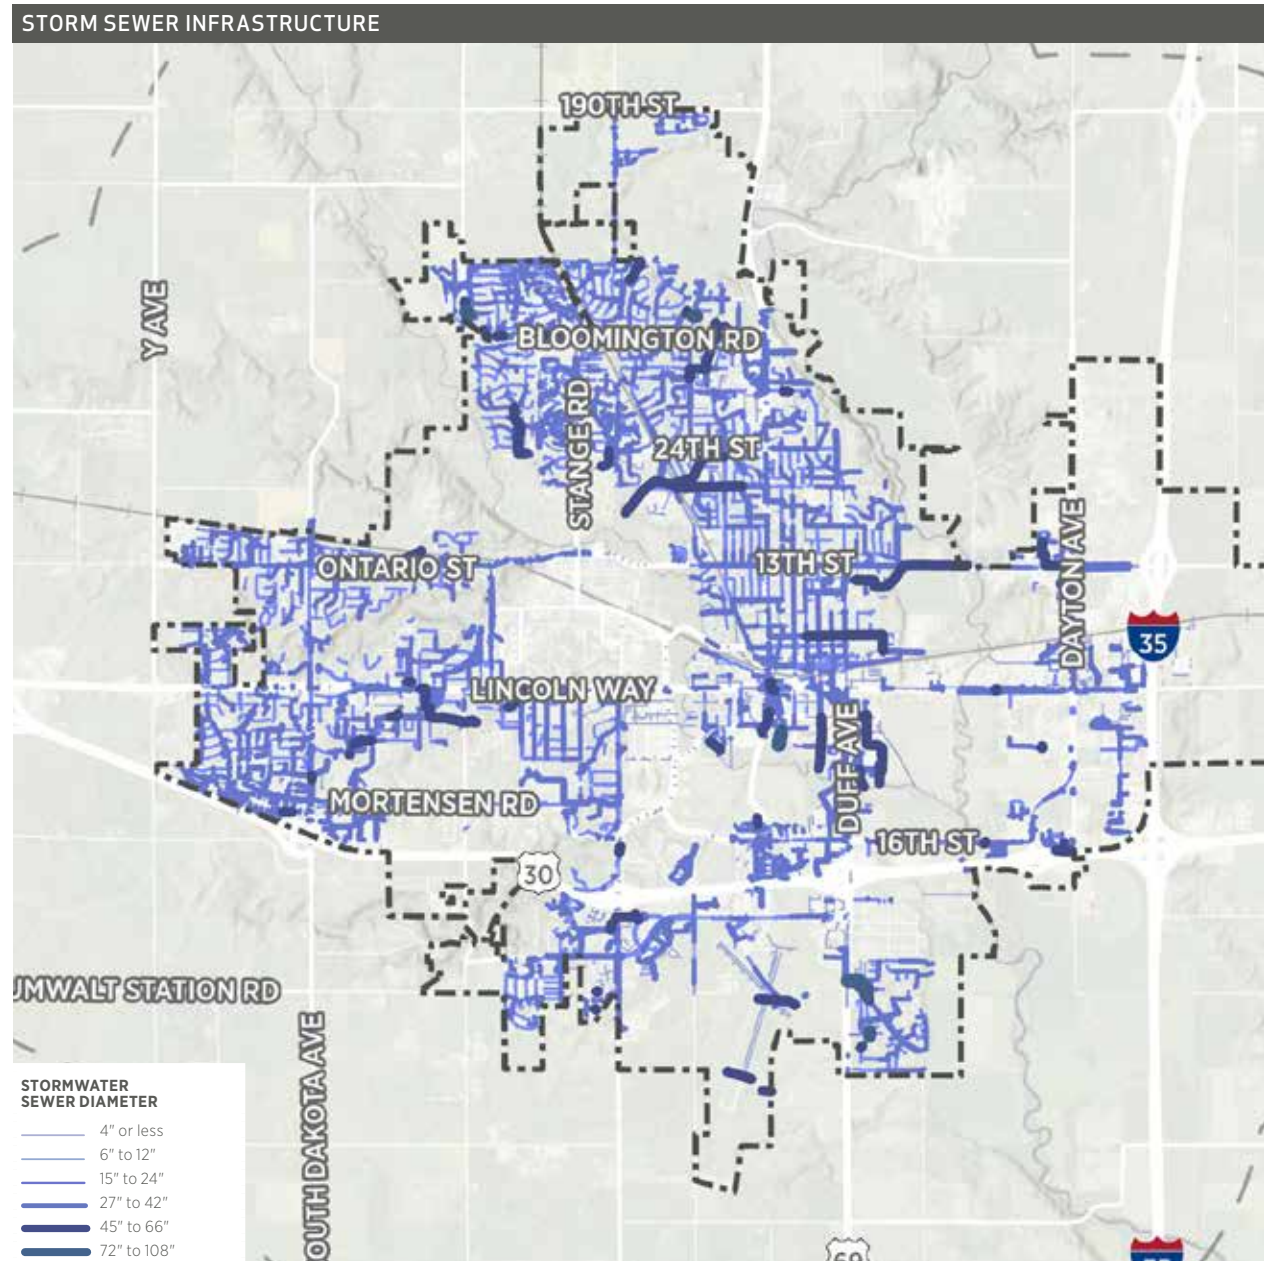 STORM SEWER INFRASTRUCTURE
190TH ST
Y AVE
BLOOMINGTON RD
STANGE RD
24TH ST
ONTARIO ST
13TH ST
DAYTON AVE
35
LINCOLN WAY
DUFF AVE
MORTENSEN RD
16TH ST
30
UMWALT STATION RD
OUTH DAKOTA AVE
STORMWATER
SEWER DIAMETER
4" or less
6" to 12"
15" to 24"
27" to 42"
45" to 66"
72" to 108"